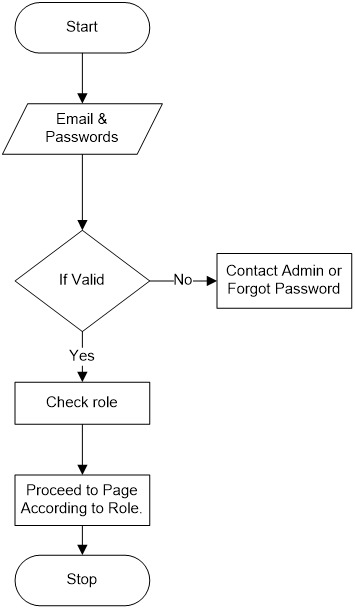 Start
Email &
Passwords
If Valid
No
Contact Admin or
Forgot Password
Yes
Check role
Proceed to Page
According to Role.
Stop